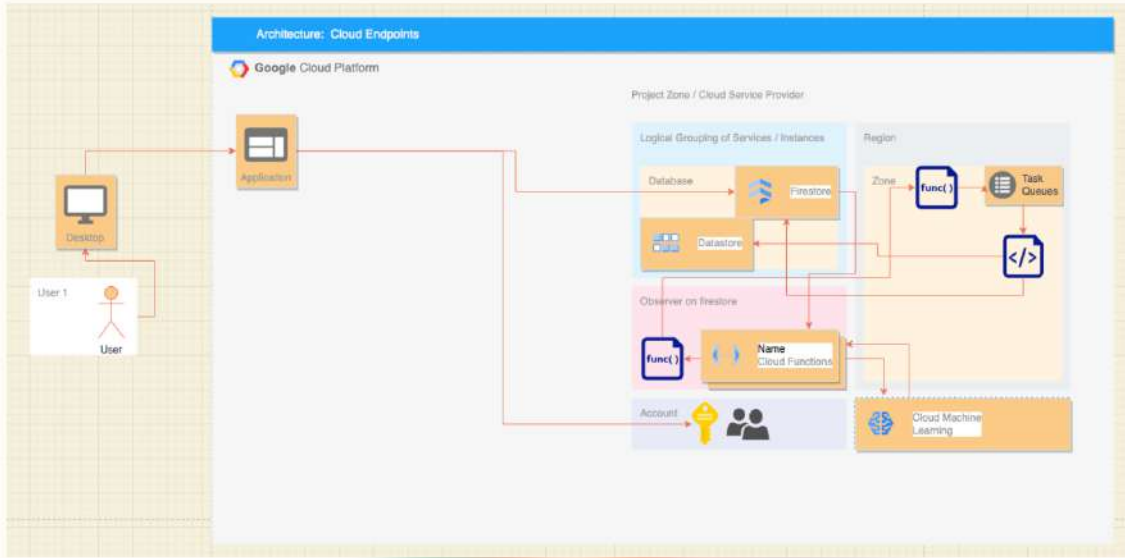 Architecture: Cloud Endpoints
Google Cloud Platform
Project Zone / Cloud Service Provider
Logical Grouping of Services / Instances
Region
Application
Database
Firestore
Zone
func( )
Task
Queues
Desktop
Datastore
</>
User 1
User
Observer on firestore
func( )
Name
Cloud Functions
Account
Cloud Machine
Learning